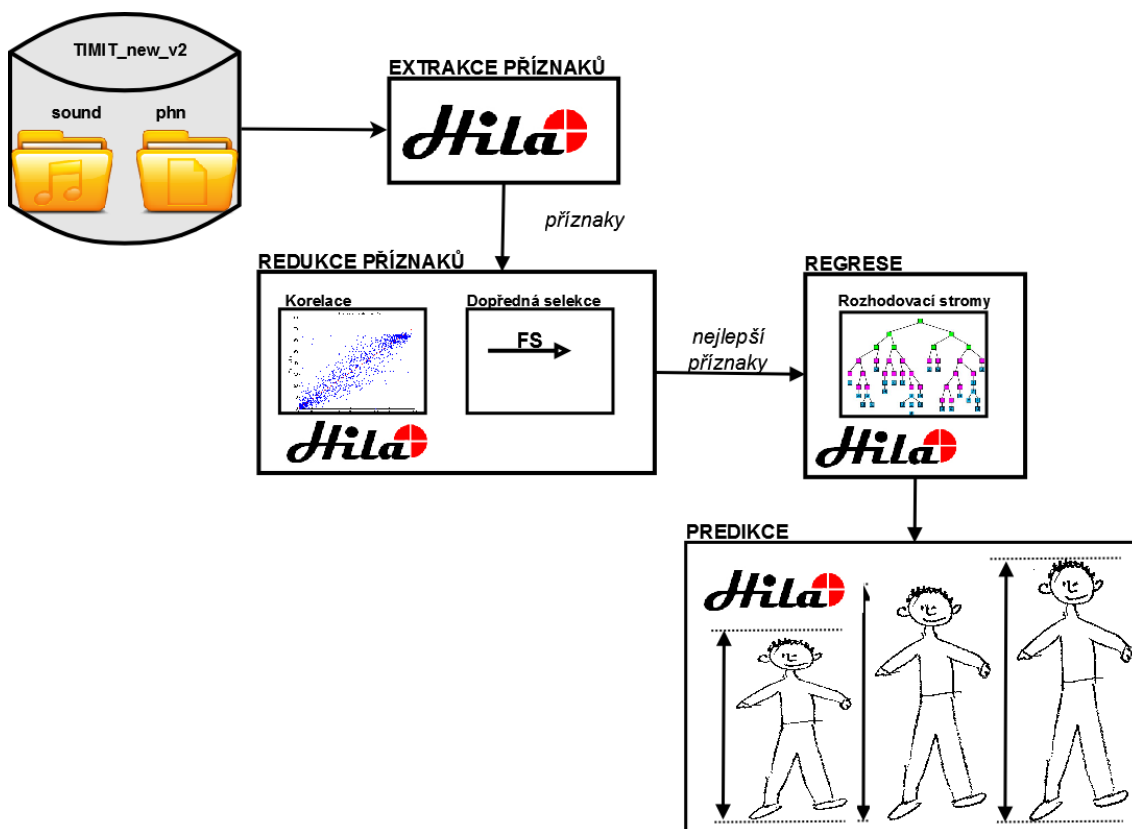 TIMIT_new_v2
sound
phn
EXTRAKCE PŘÍZNAKŮ
Hila
příznaky
REDUKCE PŘÍZNAKŮ
Korelace
Dopředná selekce
FS
Hila
nejlepší
příznaky
REGRESE
Rozhodovací stromy
Hila
PREDIKCE
Hila